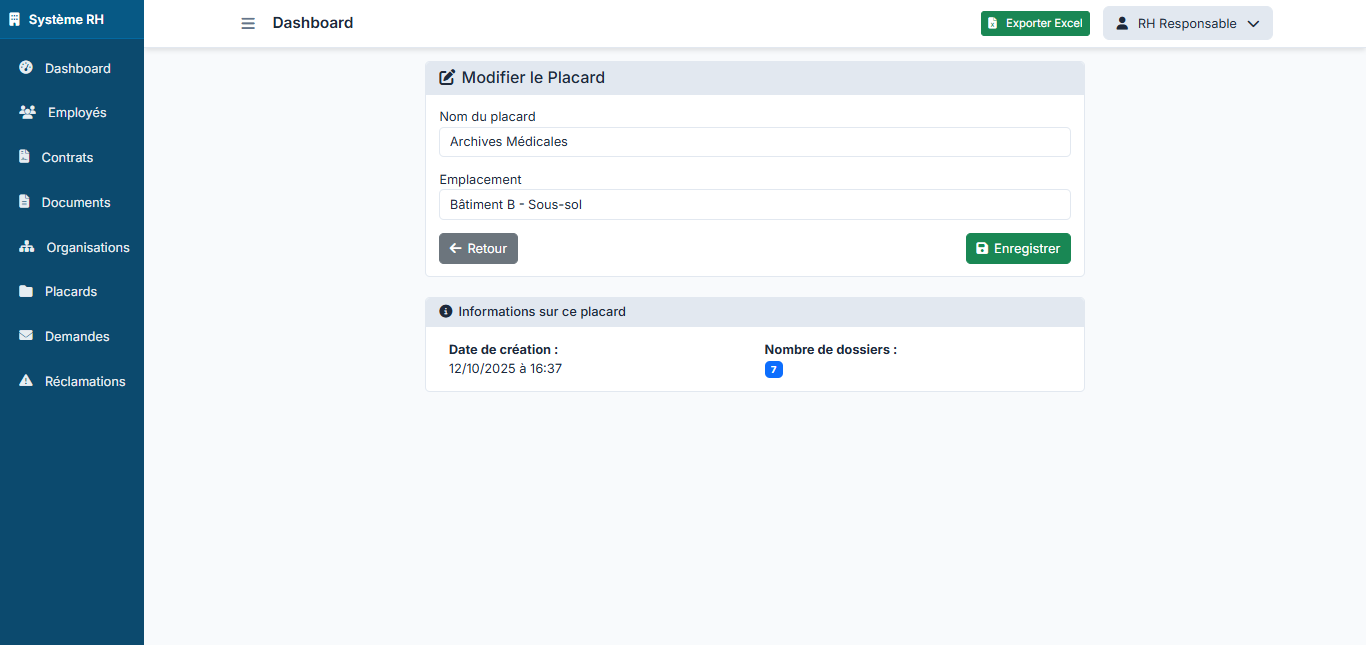 Système RH
Dashboard
Employés
Contrats
Documents
Organisations
Placards
Demandes
Réclamations
Dashboard
Exporter Excel
RH Responsable
Modifier le Placard
Nom du placard
Archives Médicales
Emplacement
Bâtiment B - Sous-sol
Retour
Enregistrer
Informations sur ce placard
Date de création :
12/10/2025 à 16:37
Nombre de dossiers :
7